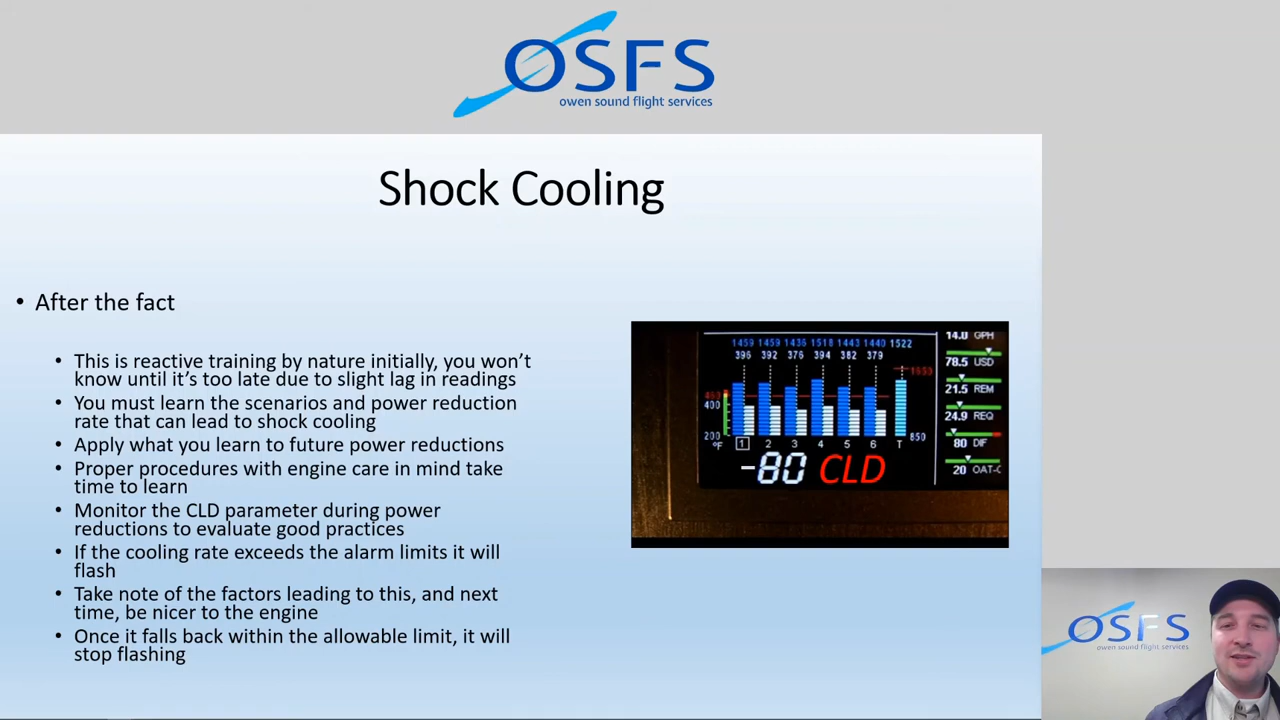 OSFS
owen sound flight services
Shock Cooling
• After the fact
• This is reactive training by nature initially, you won't
know until it's too late due to slight lag in readings
• You must learn the scenarios and power reduction
rate that can lead to shock cooling
• Apply what you learn to future power reductions
• Proper procedures with engine care in mind take
time to learn
• Monitor the CLD parameter during power
reductions to evaluate good practices
• If the cooling rate exceeds the alarm limits it will
flash
• Take note of the factors leading to this, and next
time, be nicer to the engine
• Once it falls back within the allowable limit, it will
stop flashing
1459 1459 1436 1518 1443 1440 1522
396 392 376 394 382 379
1650
400
200 850
°F 1 2 3 4 5 6 T
-80 CLD
14.0 GPH
78.5 USD
21.5 REM
24.9 REQ
80 DIF
20 OAT-C
OSFS
owen sound flight services